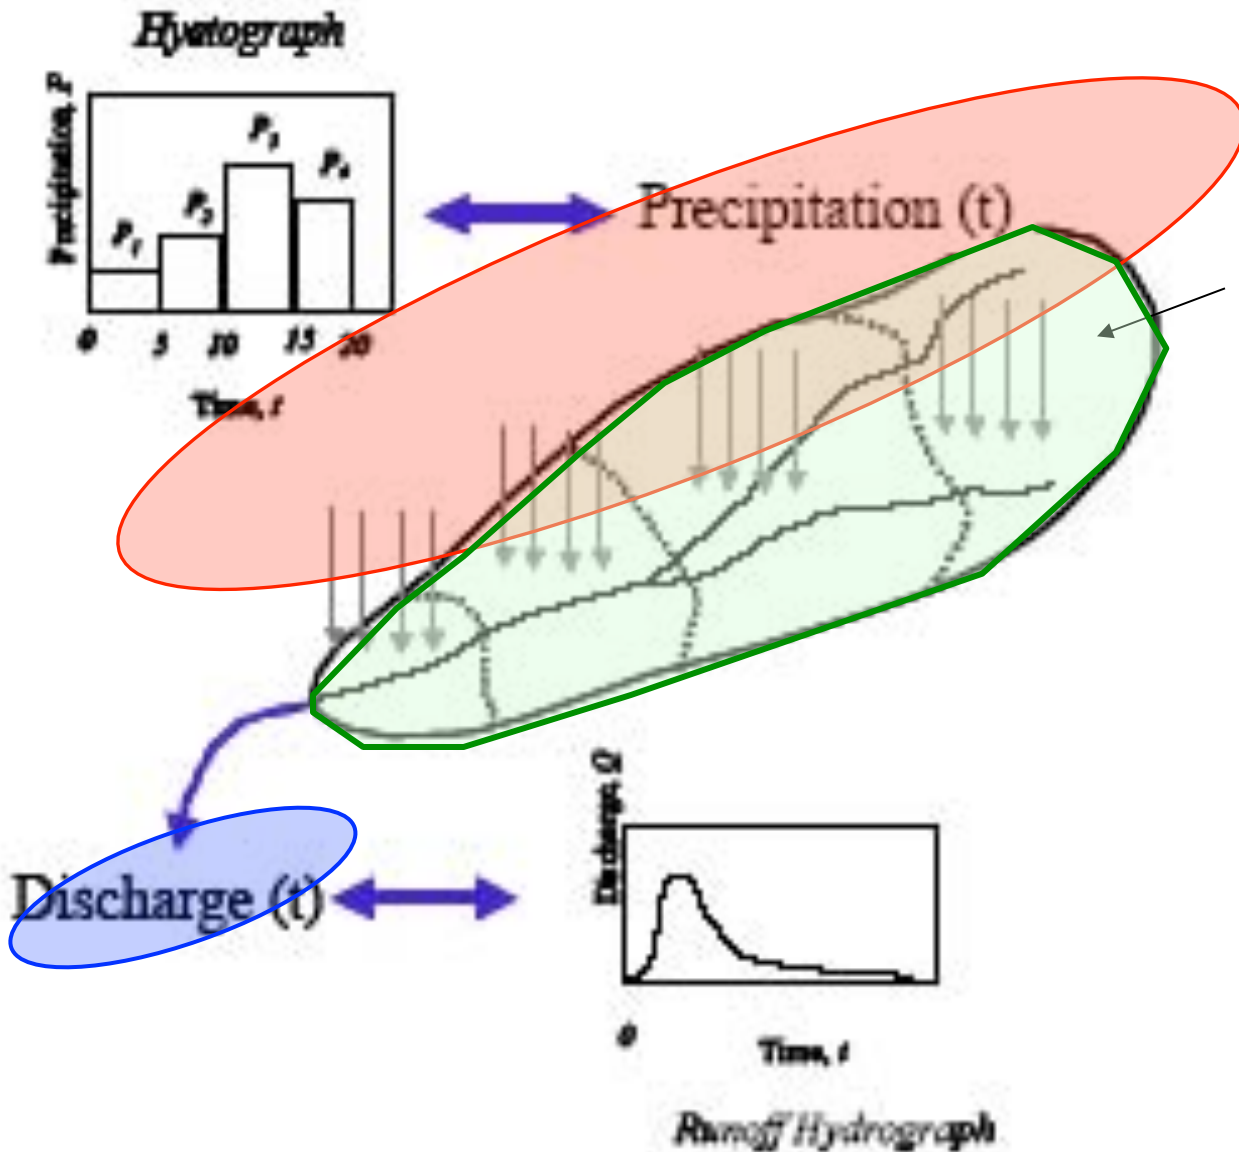 Hyetograph
Precipitation, P
P1
P2
P3
P4
0 5 10 15 20
Time, t
Precipitation (t)
Discharge (t)
Discharge, Q
0
Time, t
Runoff Hydrograph